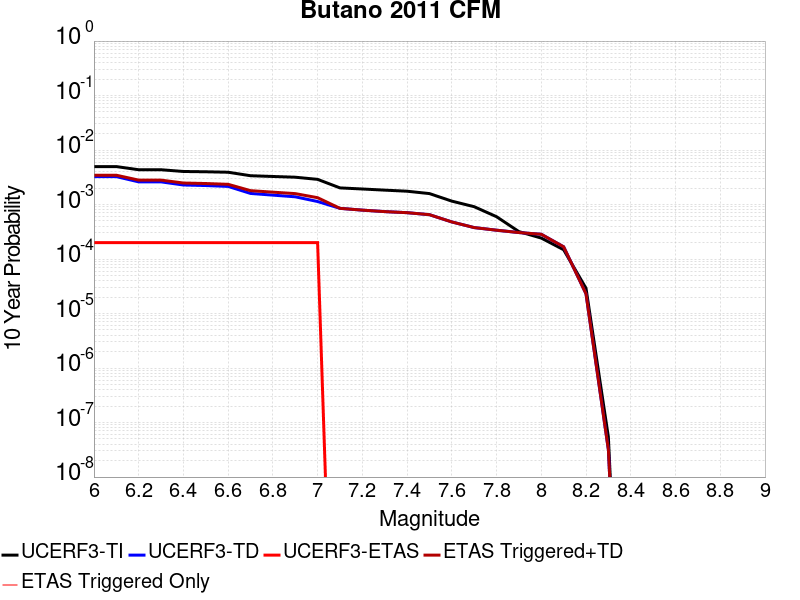 Butano 2011 CFM
10 Year Probability
10^0
10^-1
10^-2
10^-3
10^-4
10^-5
10^-6
10^-7
10^-8
6 6.2 6.4 6.6 6.8 7 7.2 7.4 7.6 7.8 8 8.2 8.4 8.6 8.8 9
Magnitude
UCERF3-TI UCERF3-TD UCERF3-ETAS ETAS Triggered+TD
ETAS Triggered Only